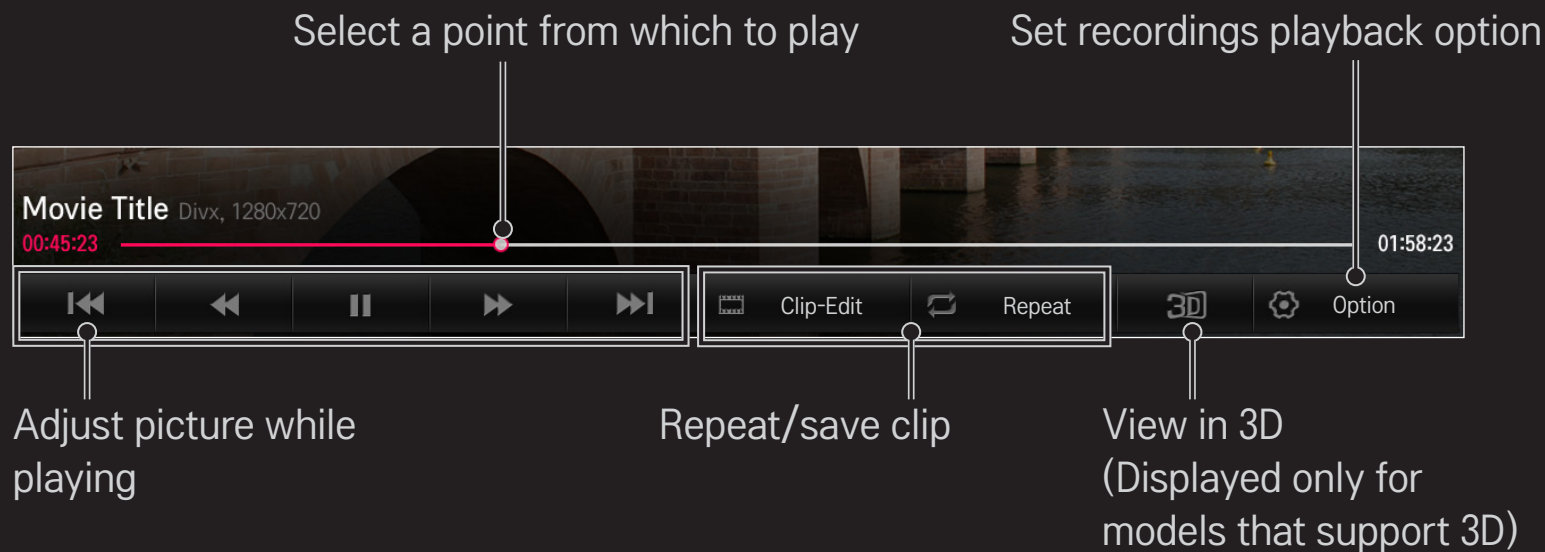 Select a point from which to play
Set recordings playback option
Movie Title Divx, 1280x720
00:45:23
01:58:23
Clip-Edit
Repeat
3D
Option
Adjust picture while
playing
Repeat/save clip
View in 3D
(Displayed only for
models that support 3D)